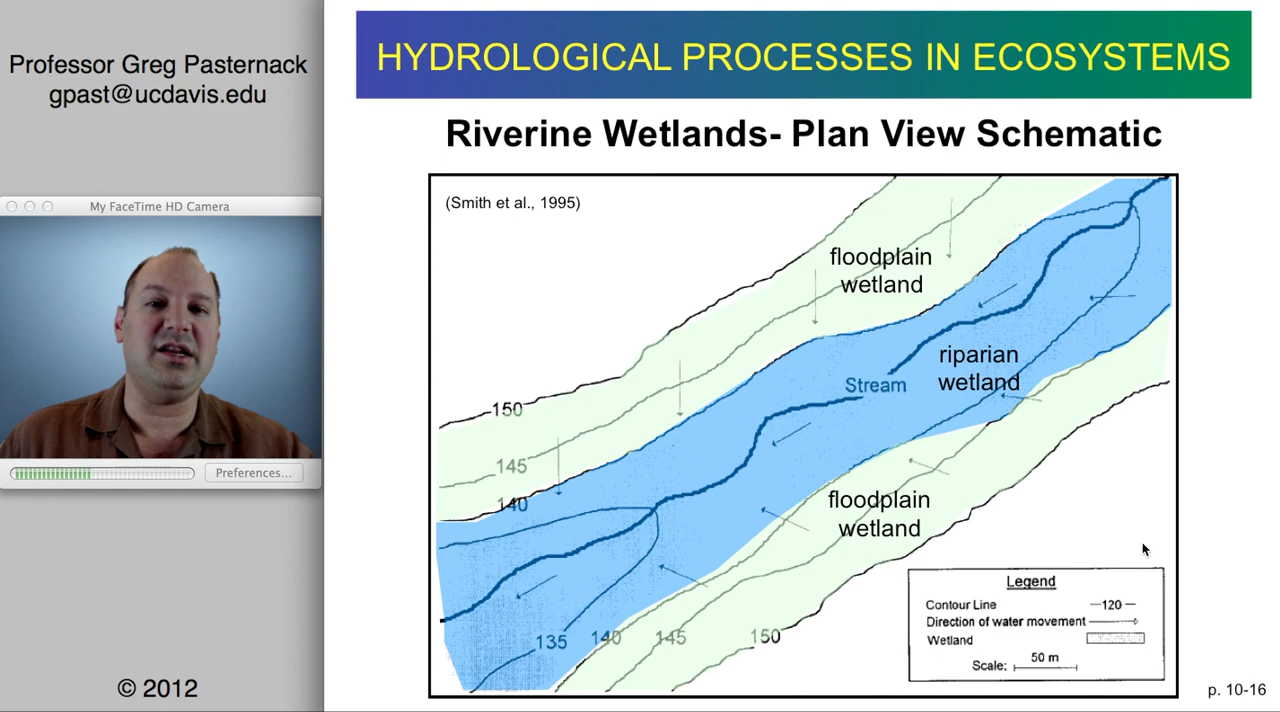 Professor Greg Pasternack
gpast@ucdavis.edu
My FaceTime HD Camera
Preferences...
© 2012
HYDROLOGICAL PROCESSES IN ECOSYSTEMS
Riverine Wetlands- Plan View Schematic
(Smith et al., 1995)
floodplain
wetland
riparian
wetland
Stream
150
145
140
floodplain
wetland
135
140
145
150
Legend
Contour Line —120—
Direction of water movement
Wetland
Scale: 50 m
p. 10-16